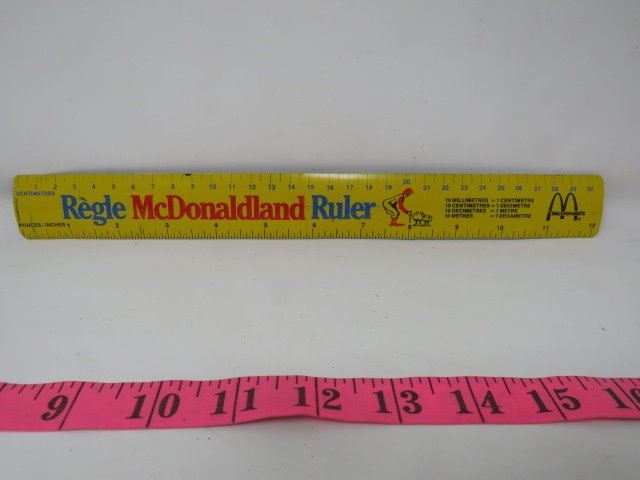 1 2 3 4 5 6 7 8 9 10 11 12 13 14 15 16 17 18 19 20 21 22 23 24 25 26 27 28 29 30
CENTIMETRES
Règle McDonaldland Ruler
10 MILLIMETRES = 1 CENTIMETRE
10 CENTIMETRES = 1 DECIMETRE
10 DECIMETRES = 1 METRE
10 METRES = 1 DECAMETRE
McDonald's
POUCES - INCHES 1 2 3 4 5 6 7 8 9 10 11 12
9 10 11 12 13 14 15 16